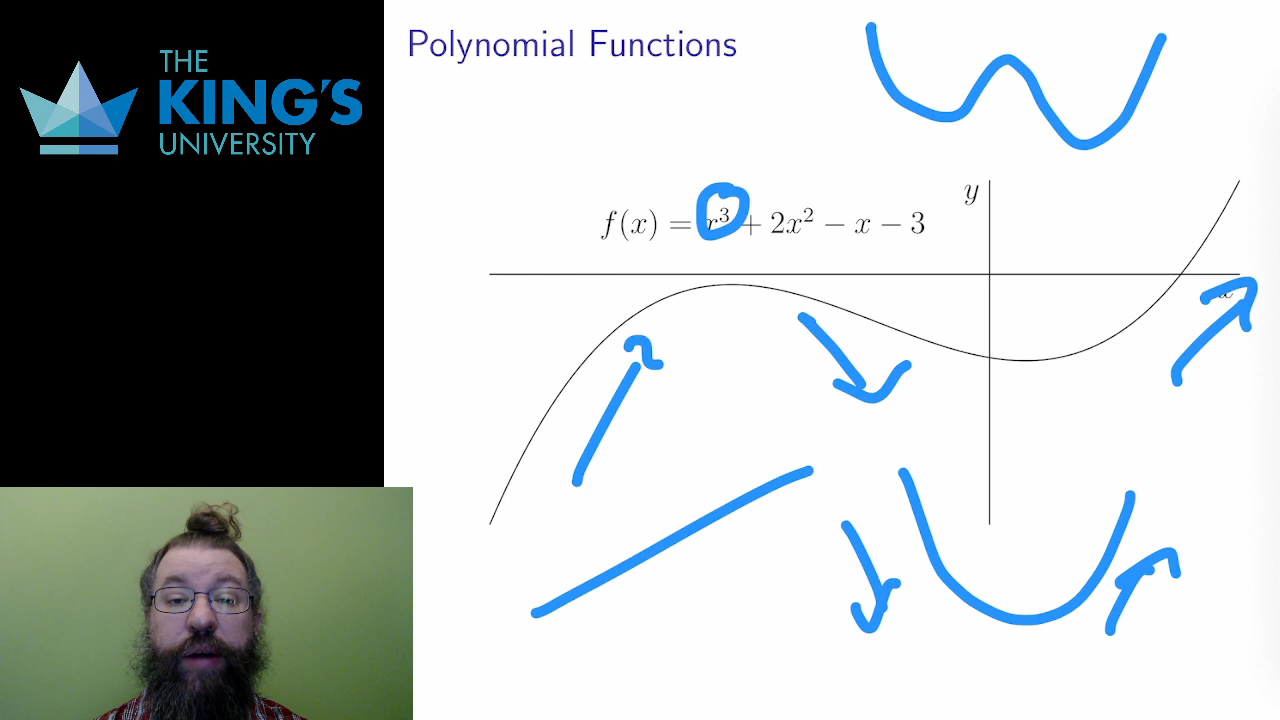 THE
KING'S
UNIVERSITY
Polynomial Functions
f(x) = x³ + 2x² − x − 3
y
x